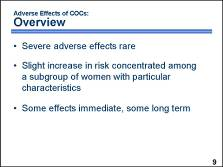 Adverse Effects of COCs:
Overview
• Severe adverse effects rare
• Slight increase in risk concentrated among
a subgroup of women with particular
characteristics
• Some effects immediate, some long term
9